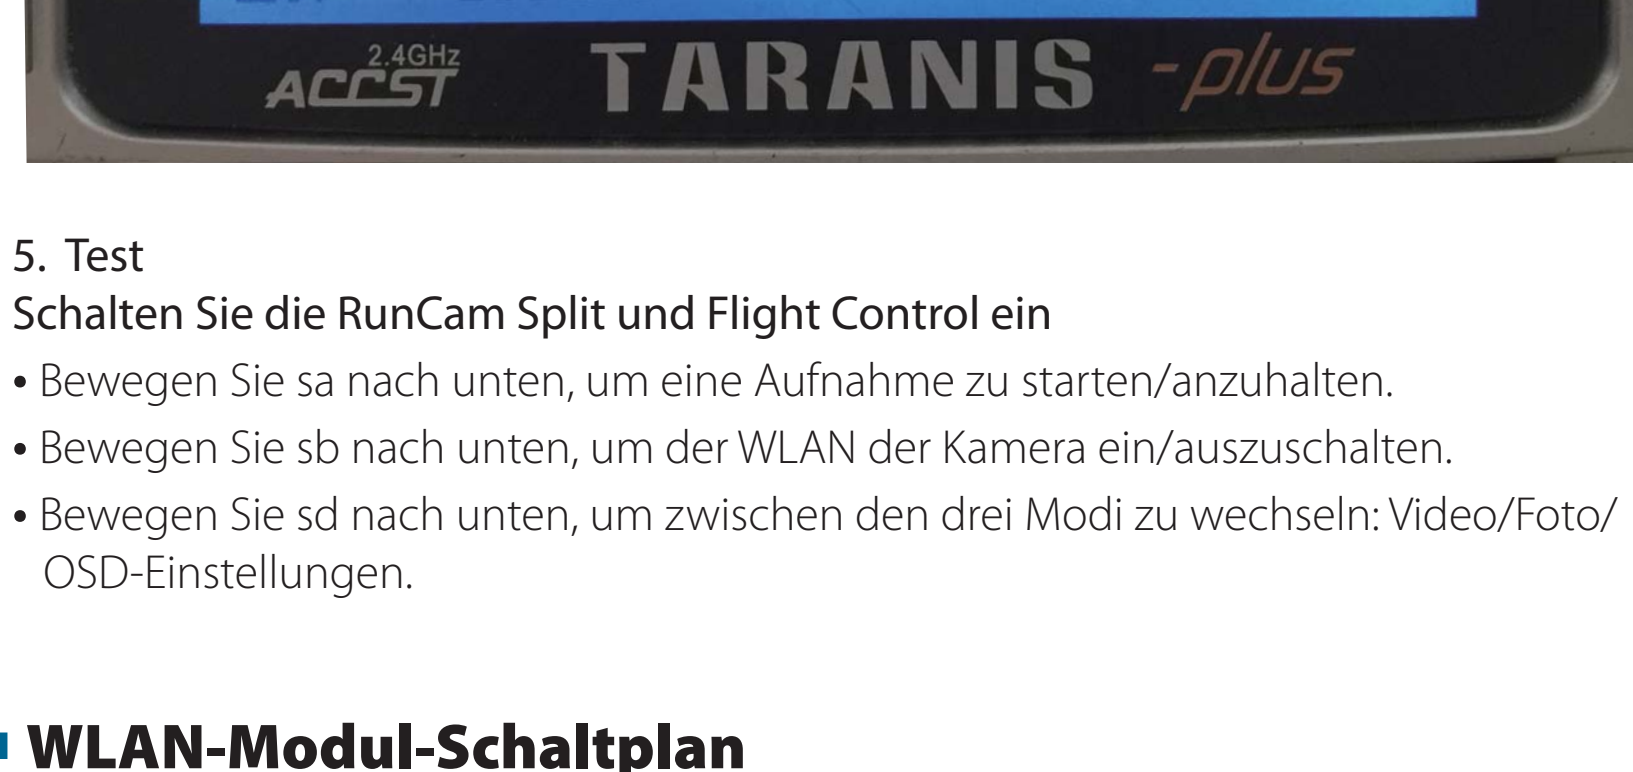 2.4GHz
ACCST TARANIS -plus
5. Test
Schalten Sie die RunCam Split und Flight Control ein
• Bewegen Sie sa nach unten, um eine Aufnahme zu starten/anzuhalten.
• Bewegen Sie sb nach unten, um der WLAN der Kamera ein/auszuschalten.
• Bewegen Sie sd nach unten, um zwischen den drei Modi zu wechseln: Video/Foto/
OSD-Einstellungen.
WLAN-Modul-Schaltplan